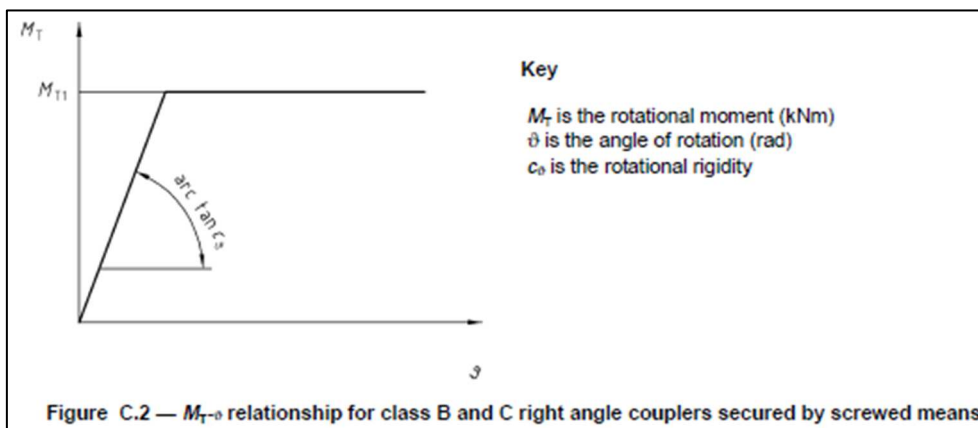 M_T
M_T1
arc tan c_ϑ
ϑ
Key
M_T is the rotational moment (kNm)
ϑ is the angle of rotation (rad)
c_ϑ is the rotational rigidity
Figure C.2 — M_T-ϑ relationship for class B and C right angle couplers secured by screwed means